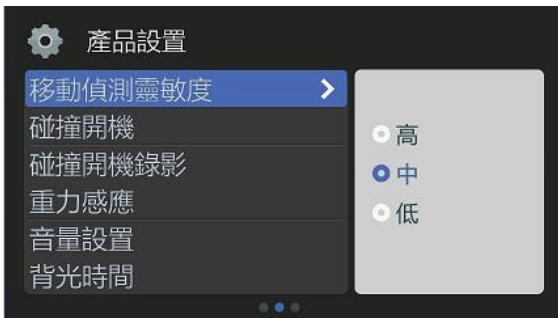 產品設置
移動偵測靈敏度
碰撞開機
碰撞開機錄影
重力感應
音量設置
背光時間
高
中
低